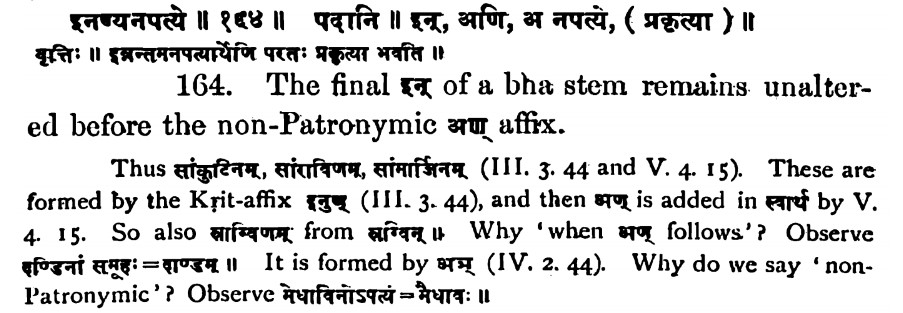 इनण्यनपत्ये ॥ १६४ ॥ पदानि ॥ इन्, अणि, अ नपत्ये, ( प्रकृत्या ) ॥
वृत्तिः ॥ इन्नन्तमनपत्यार्थेणि परतः प्रकृत्या भवति ॥
164. The final इन् of a bha stem remains unalter-
ed before the non-Patronymic अण् affix.
Thus सांकुटिनम्, सांराविणम्, सांमार्जिनम् (III. 3. 44 and V. 4. 15). These are
formed by the Kṛit-affix इनुष् (III. 3. 44), and then अण् is added in स्वार्थ by V.
4. 15. So also स्राग्विणम् from स्रग्विन् ॥ Why ‘when अण् follows.’? Observe
दण्डिनां समूहः = दाण्डम् ॥ It is formed by अञ् (IV. 2. 44). Why do we say ‘non-
Patronymic’? Observe मेधाविनोऽपत्यं = मैधावः ॥